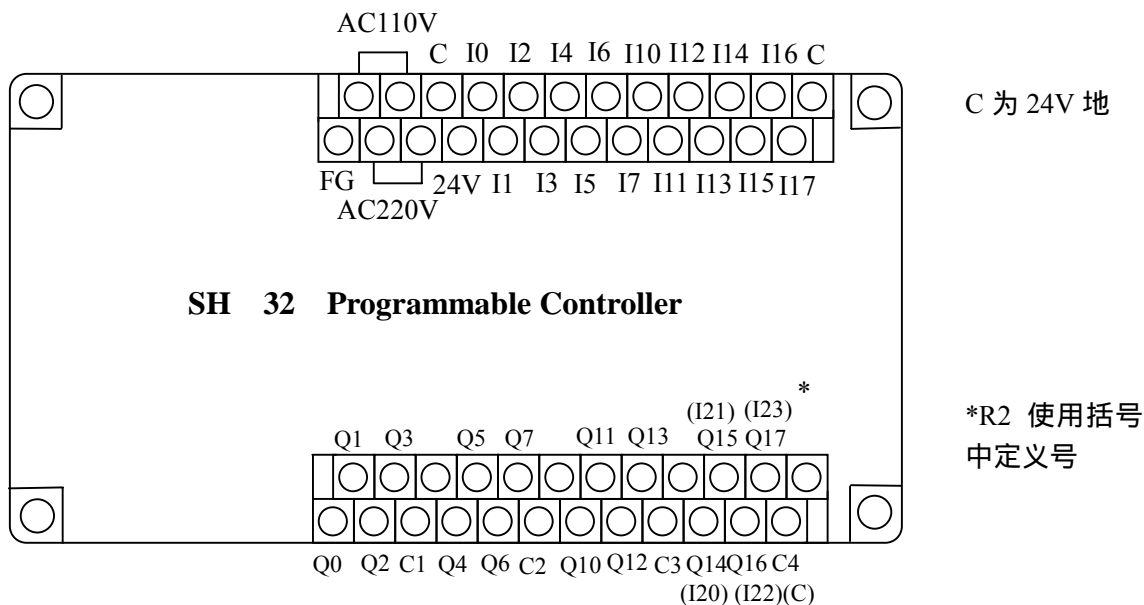 AC110V
C I0 I2 I4 I6 I10 I12 I14 I16 C
C 为 24V 地
FG 24V I1 I3 I5 I7 I11 I13 I15 I17
AC220V
SH 32 Programmable Controller
*
(I21) (I23)
*R2 使用括号
Q1 Q3 Q5 Q7 Q11 Q13 Q15 Q17
中定义号
Q0 Q2 C1 Q4 Q6 C2 Q10 Q12 C3 Q14 Q16 C4
(I20) (I22)(C)